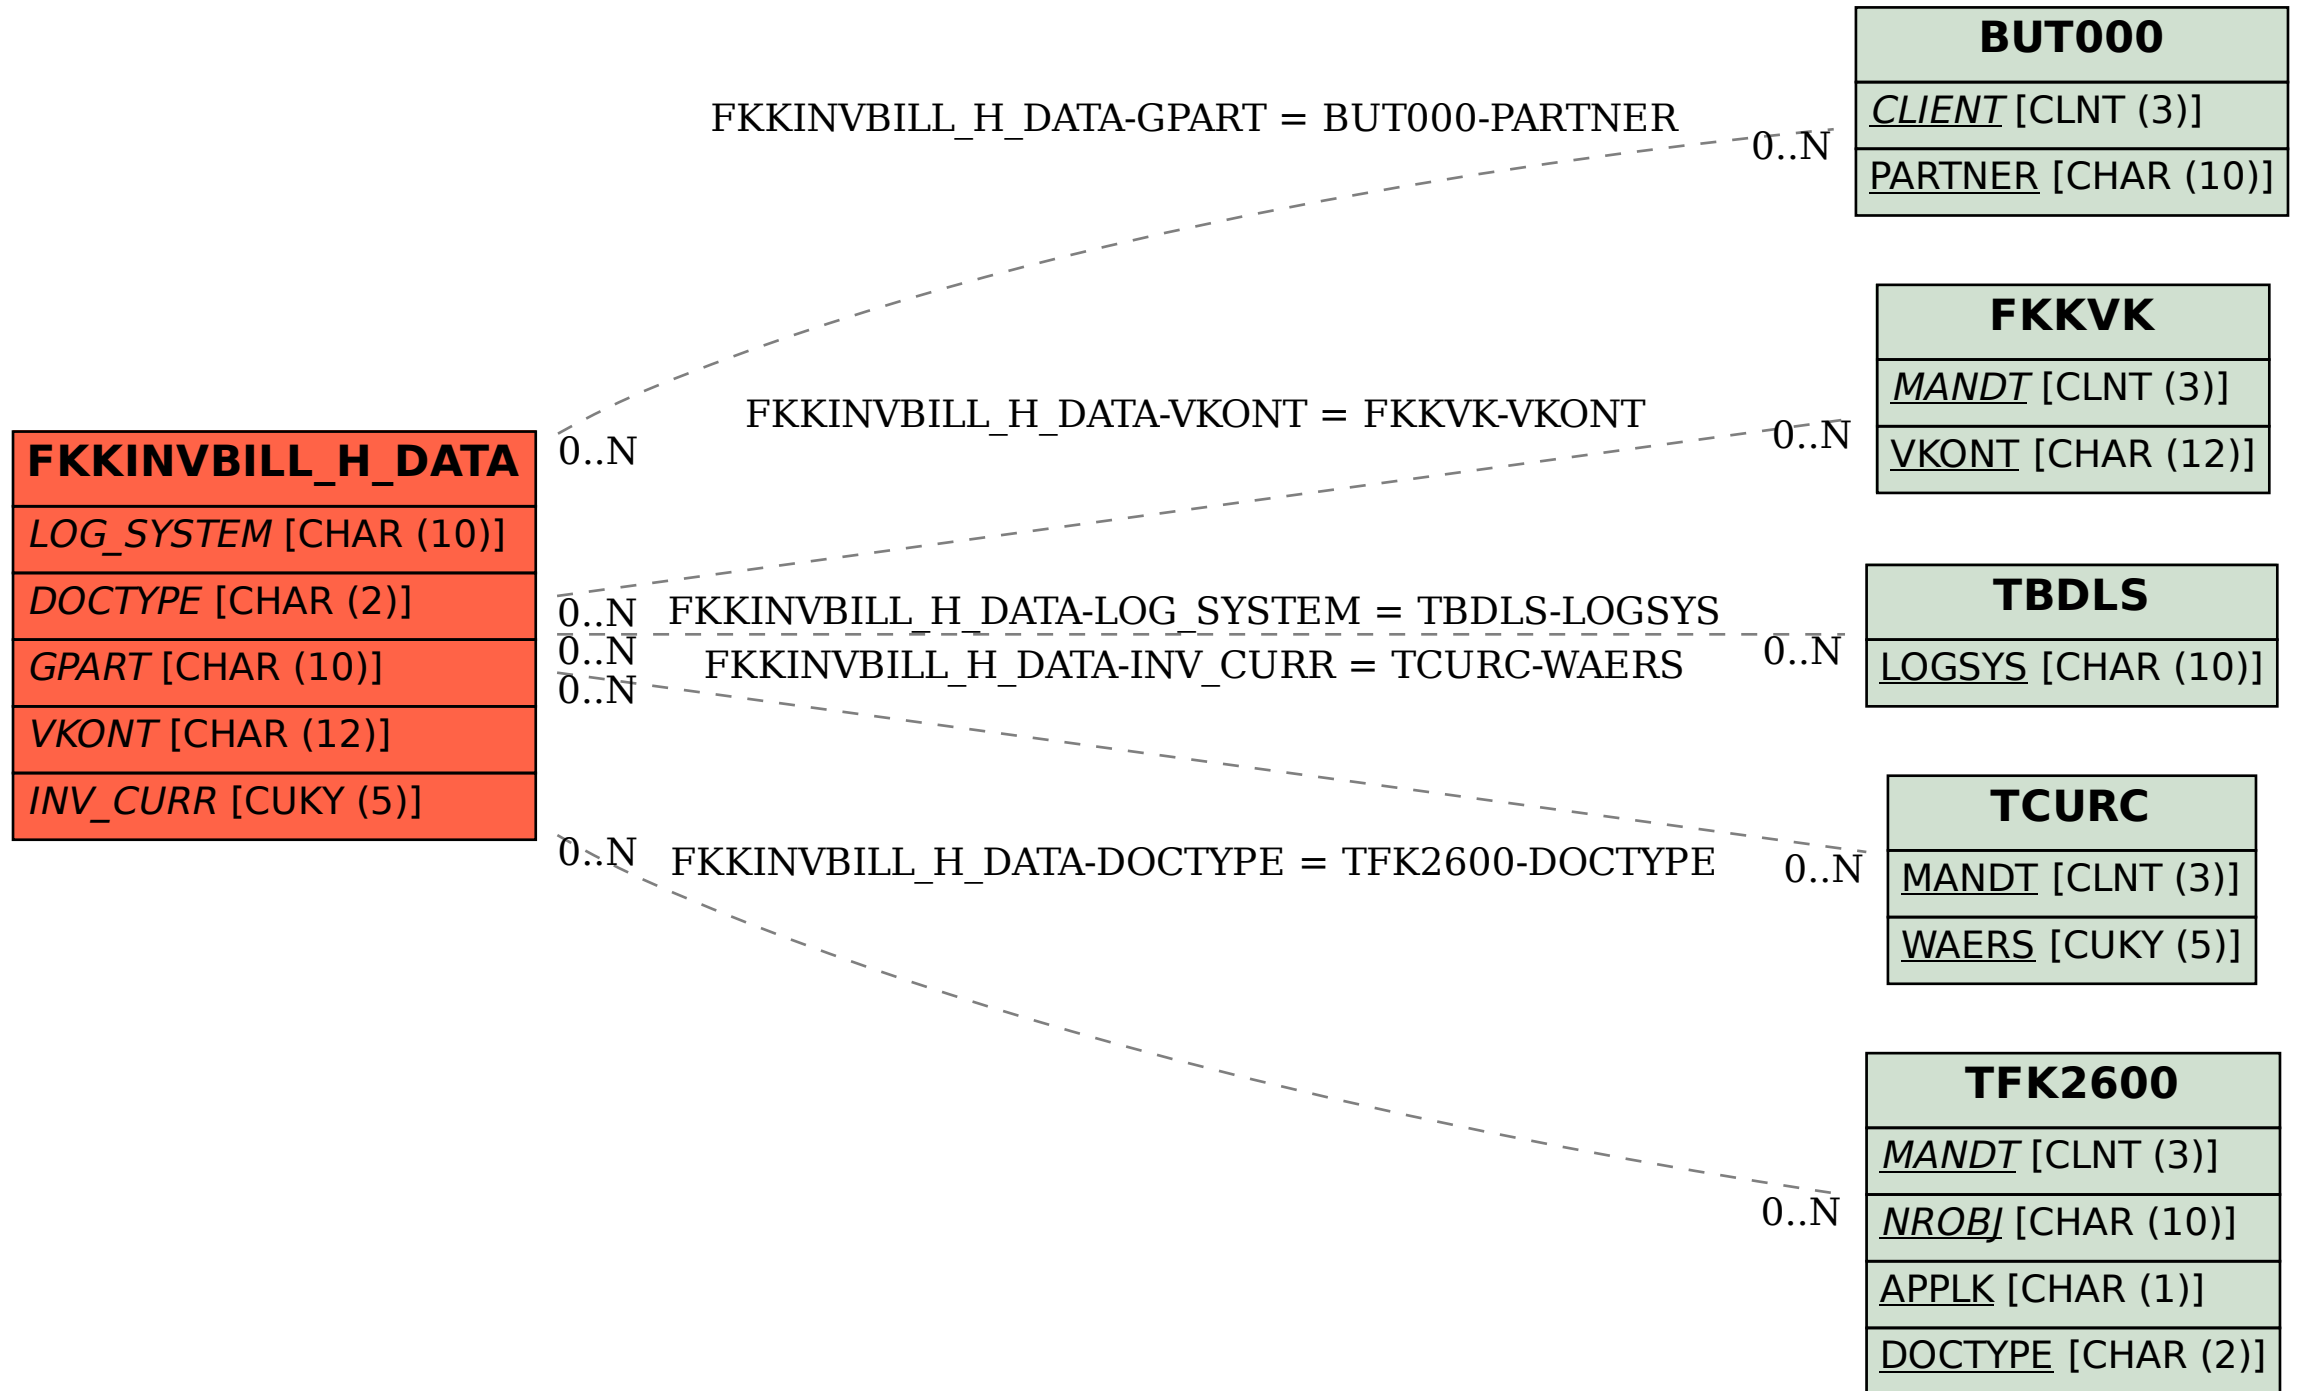 BUT000
CLIENT [CLNT (3)]
PARTNER [CHAR (10)]
FKKINVBILL_H_DATA-GPART = BUT000-PARTNER
0..N
0..N
FKKVK
MANDT [CLNT (3)]
VKONT [CHAR (12)]
FKKINVBILL_H_DATA-VKONT = FKKVK-VKONT
0..N
0..N
FKKINVBILL_H_DATA
LOG_SYSTEM [CHAR (10)]
DOCTYPE [CHAR (2)]
GPART [CHAR (10)]
VKONT [CHAR (12)]
INV_CURR [CUKY (5)]
FKKINVBILL_H_DATA-LOG_SYSTEM = TBDLS-LOGSYS
0..N
0..N
TBDLS
LOGSYS [CHAR (10)]
FKKINVBILL_H_DATA-INV_CURR = TCURC-WAERS
0..N
0..N
TCURC
MANDT [CLNT (3)]
WAERS [CUKY (5)]
FKKINVBILL_H_DATA-DOCTYPE = TFK2600-DOCTYPE
0..N
0..N
TFK2600
MANDT [CLNT (3)]
NROBJ [CHAR (10)]
APPLK [CHAR (1)]
DOCTYPE [CHAR (2)]